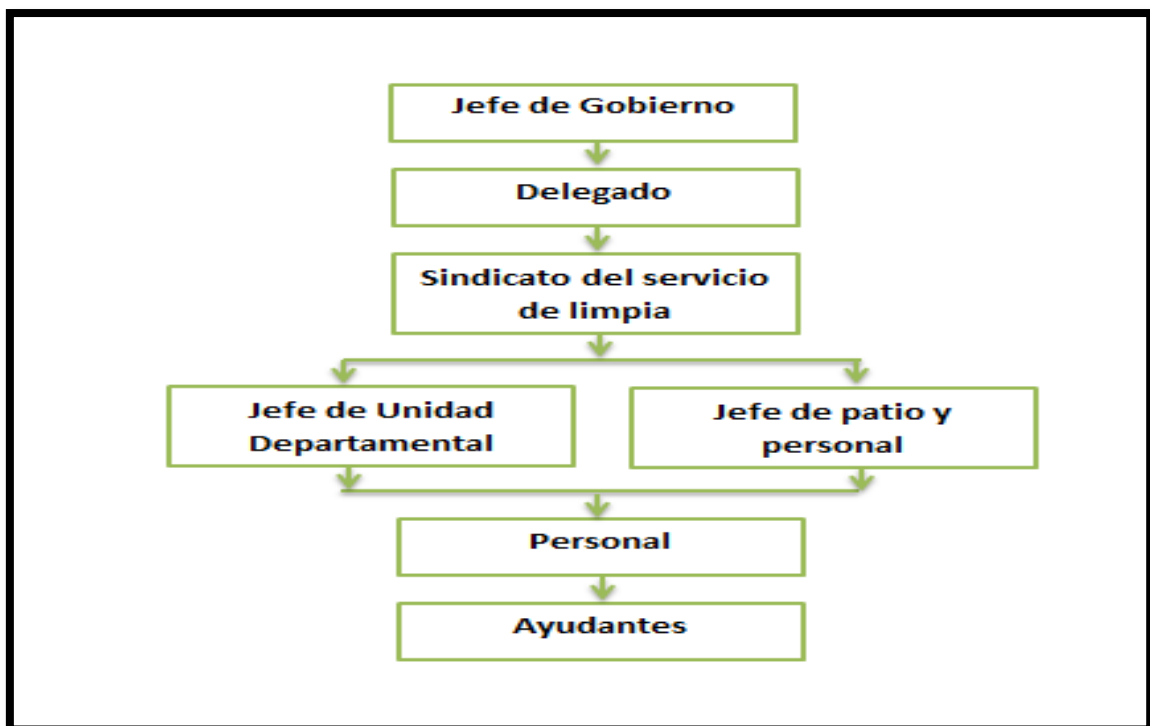 Jefe de Gobierno
Delegado
Sindicato del servicio
de limpia
Jefe de Unidad
Departamental
Jefe de patio y
personal
Personal
Ayudantes